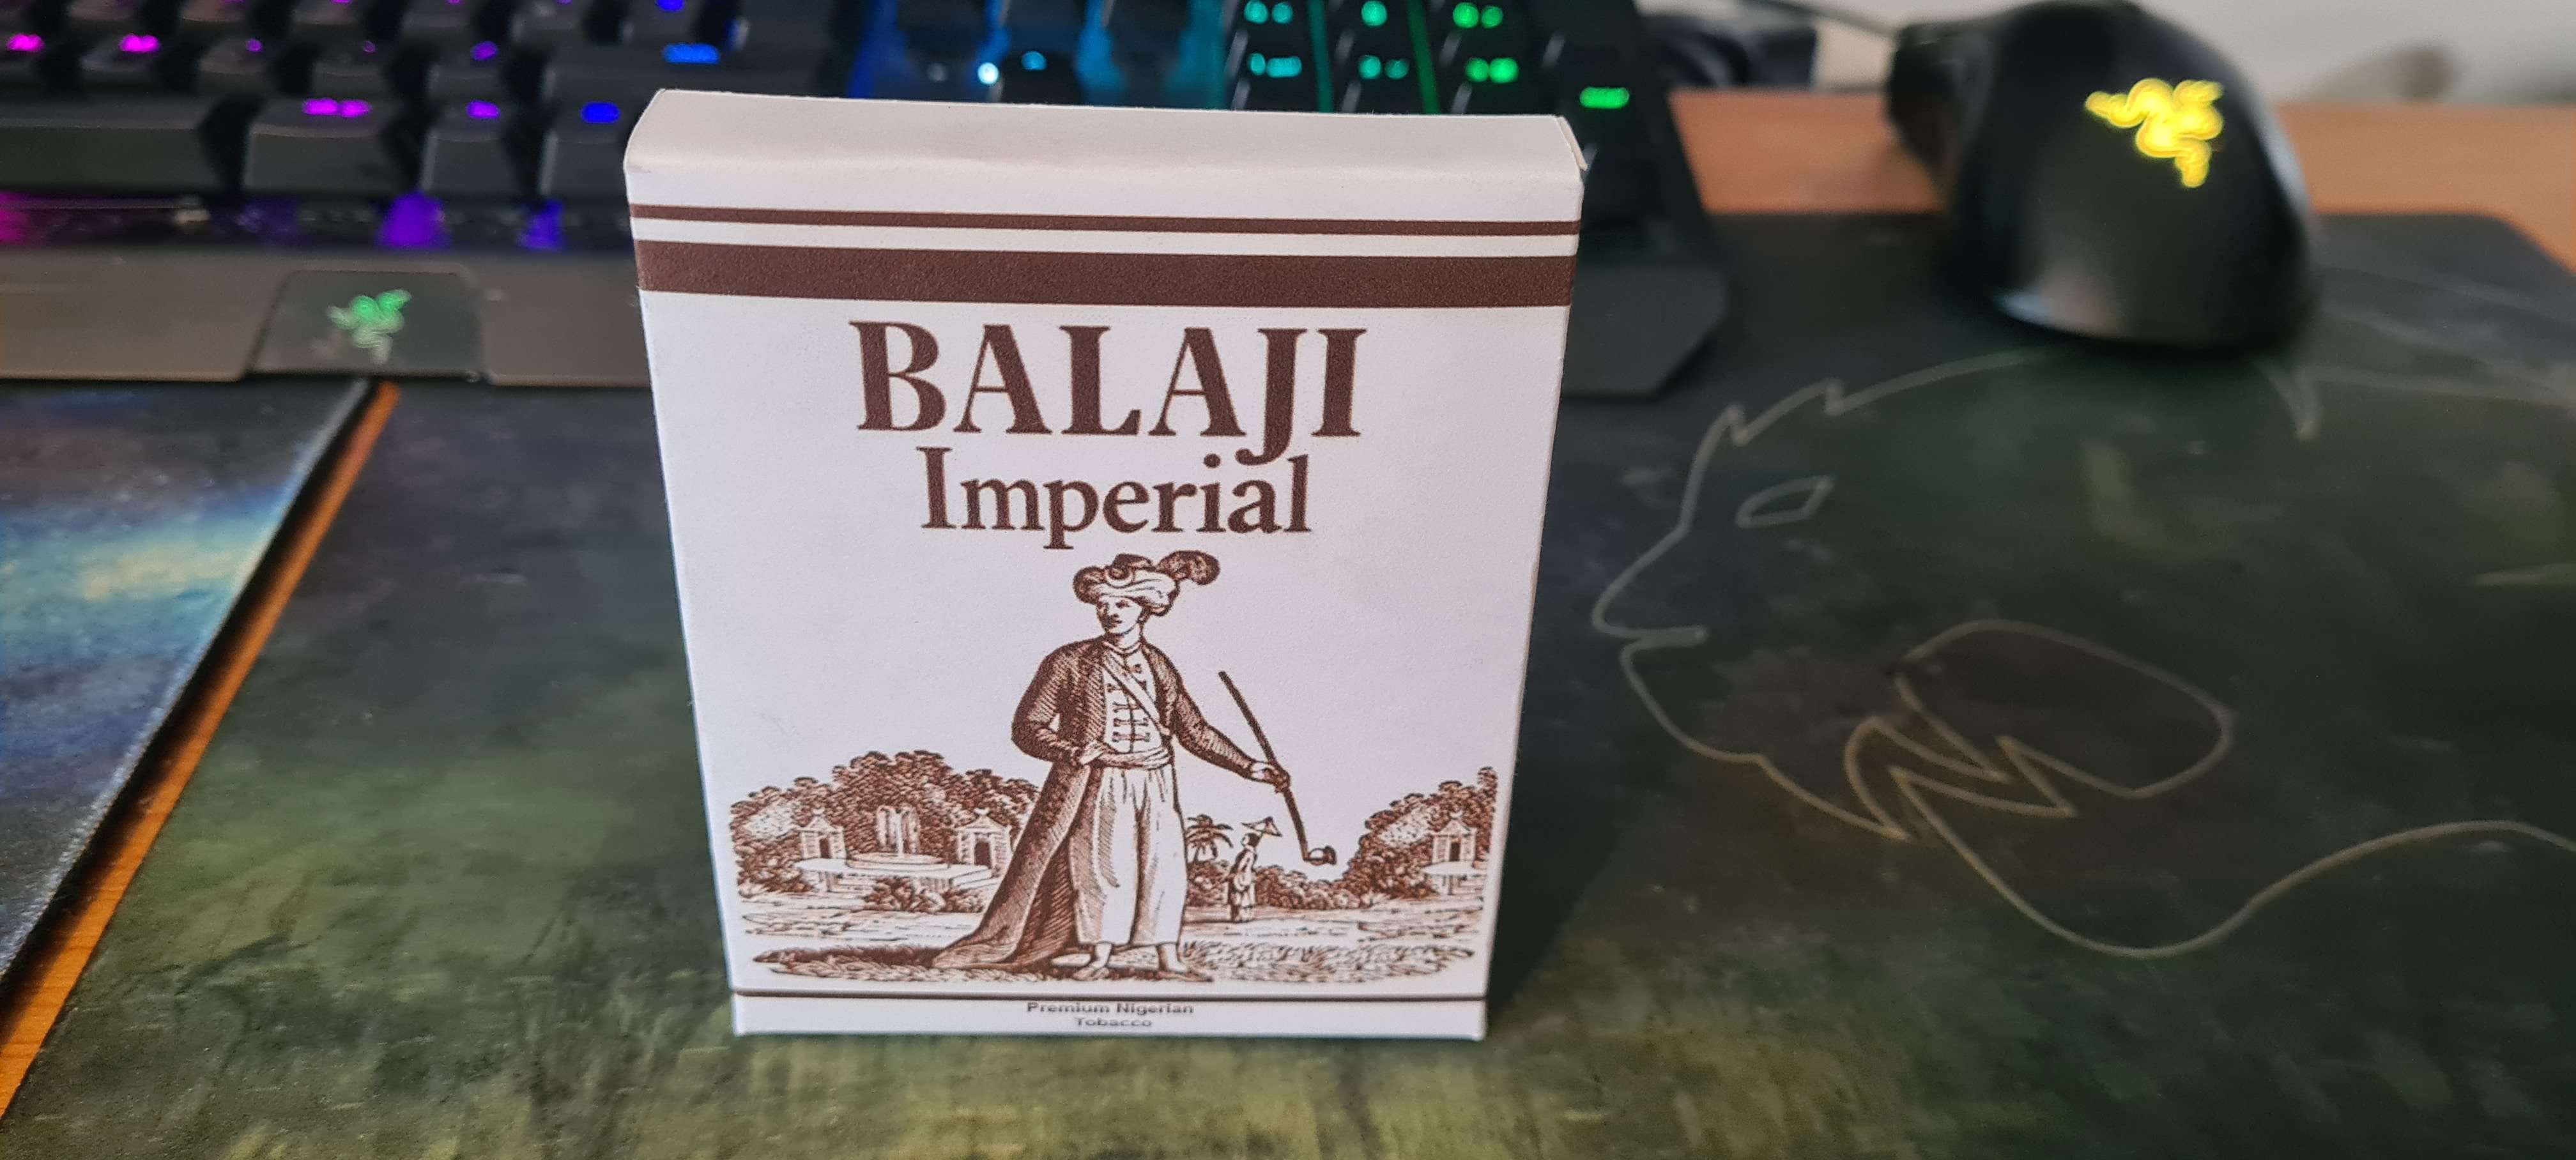 BALAJI
Imperial
Premium Nigerian
Tobacco